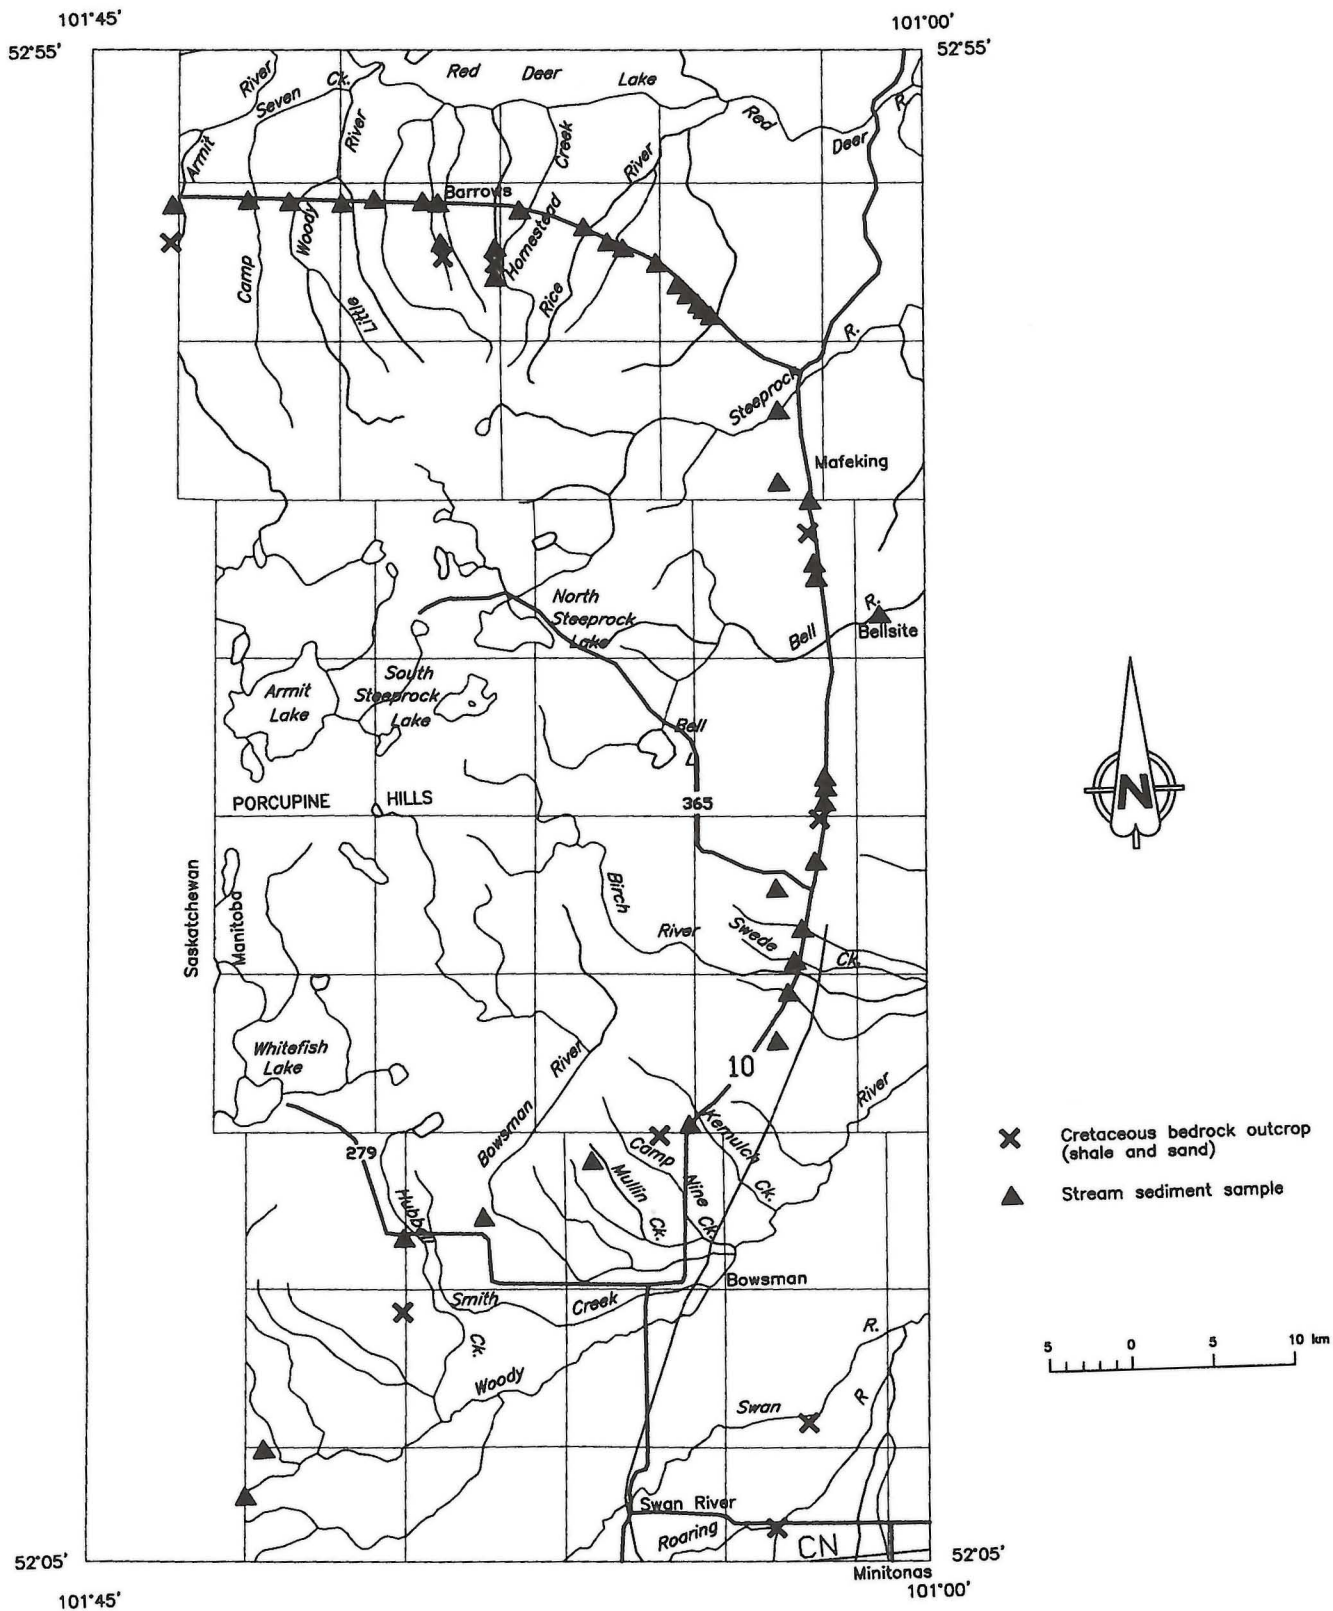 101°45'
101°00'
52°55'
52°55'
River
Seven
Ck.
Red Deer Lake
Armit
River
Creek
River
Red
Deer
R.
Barrows
Woody
Camp
Little
Homestead
Rice
R.
Steeprock
Mafeking
North
Steeprock
Lake
R.
Bell
Bellsite
Armit
Lake
South
Steeprock
Lake
Bell
L
PORCUPINE HILLS
365
Saskatchewan
Manitoba
Birch
River
Swede
Ck.
Whitefish
Lake
River
10
River
Bowsman
Kemulch
Ck.
Camp
Nine
Ck.
Mullin
Ck.
279
Hubbell
Bowsman
Smith Creek
Ck.
Woody
R.
R
Swan
Swan River
Roaring
CN
Minitonas
N
Cretaceous bedrock outcrop
(shale and sand)
Stream sediment sample
5 0 5 10 km
52°05'
52°05'
101°45'
101°00'